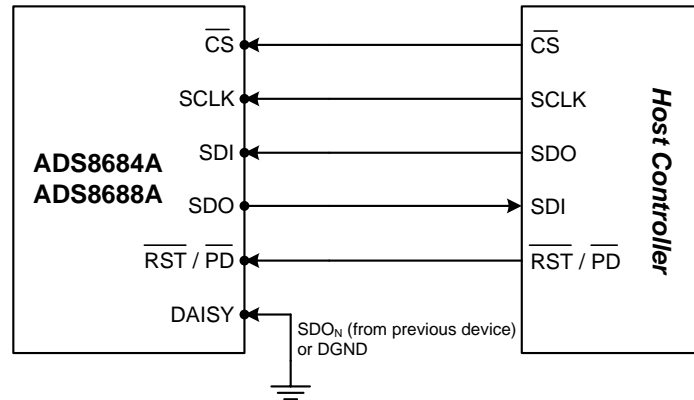 CS
CS
SCLK
SCLK
ADS8684A
ADS8688A
SDI
SDO
SDO
SDI
RST / PD
RST / PD
DAISY
SDON (from previous device)
or DGND
Host Controller